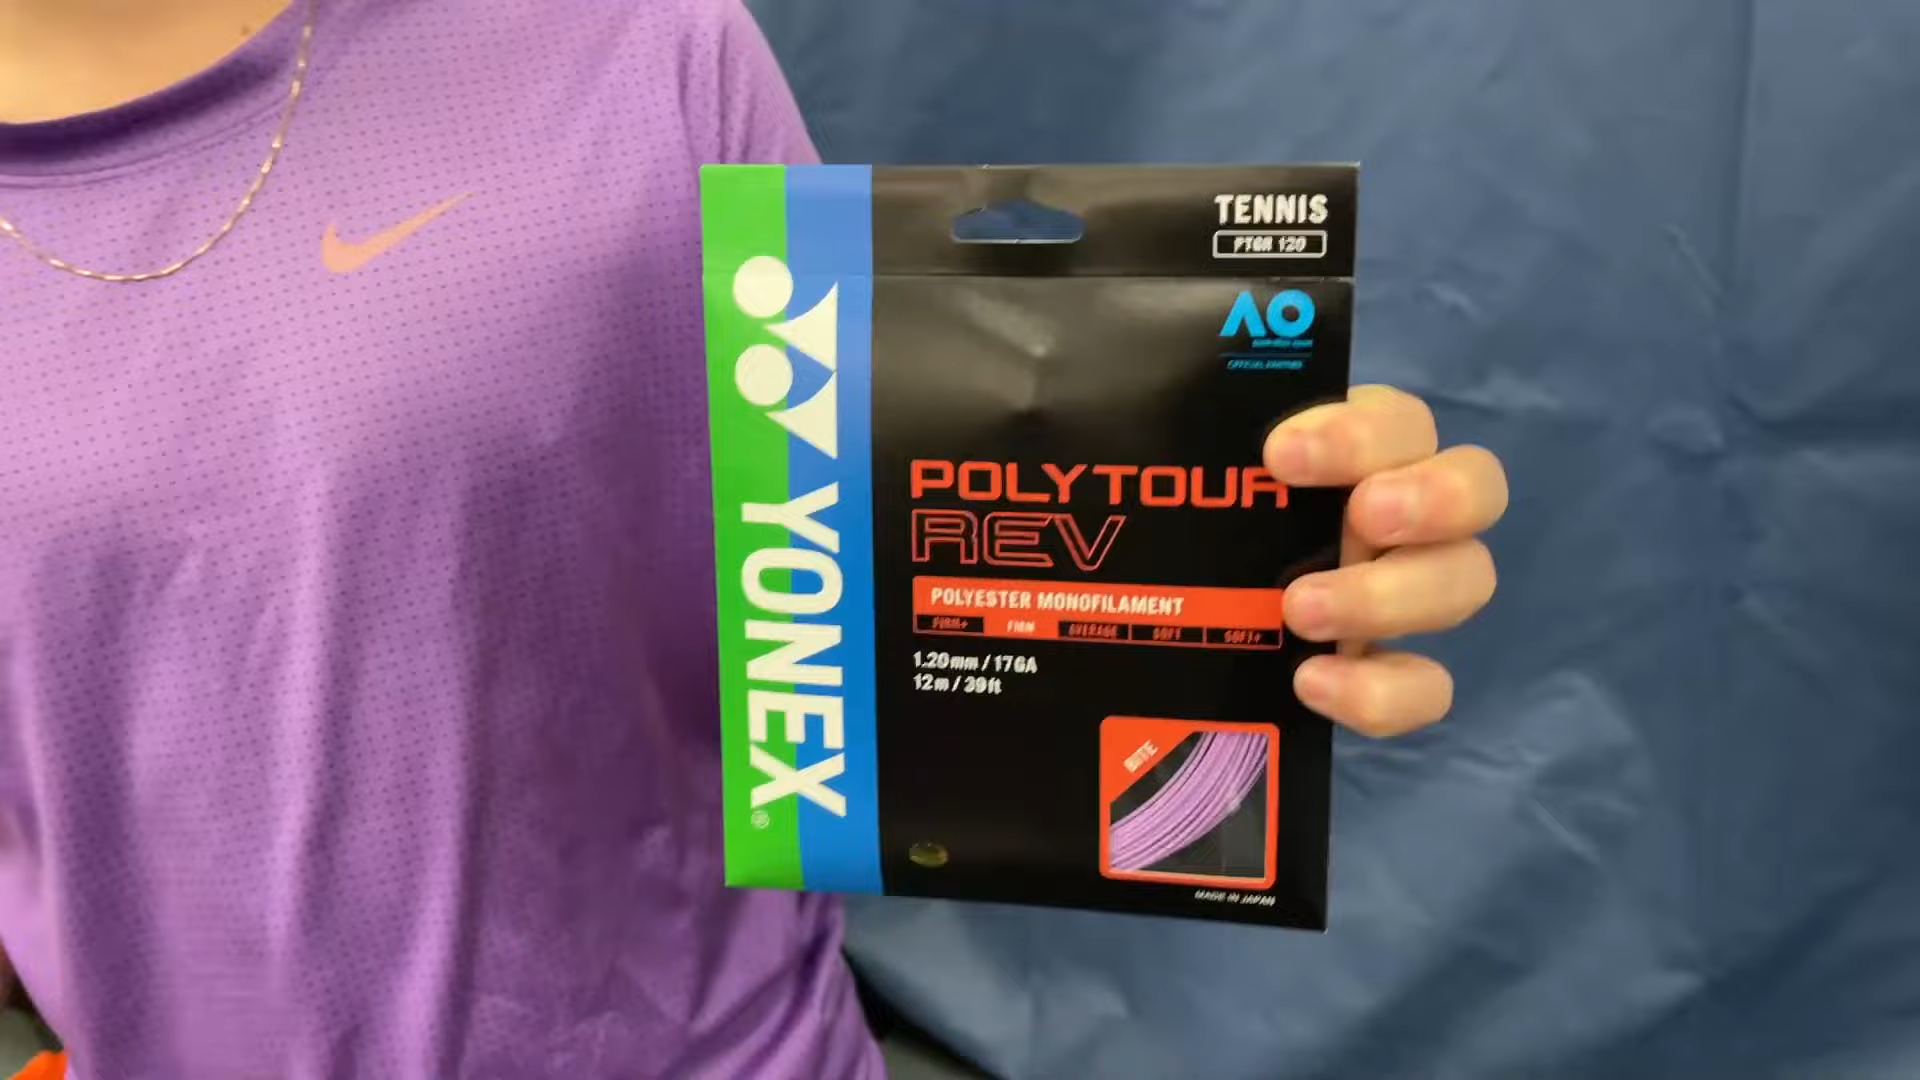 TENNIS
PTGR 120
AO
YONEX®
POLYTOUR
REV
POLYESTER MONOFILAMENT
FIRM+ FIRM AVERAGE SOFT SOFT+
1.20mm / 17GA
12m / 39ft
BITE
MADE IN JAPAN